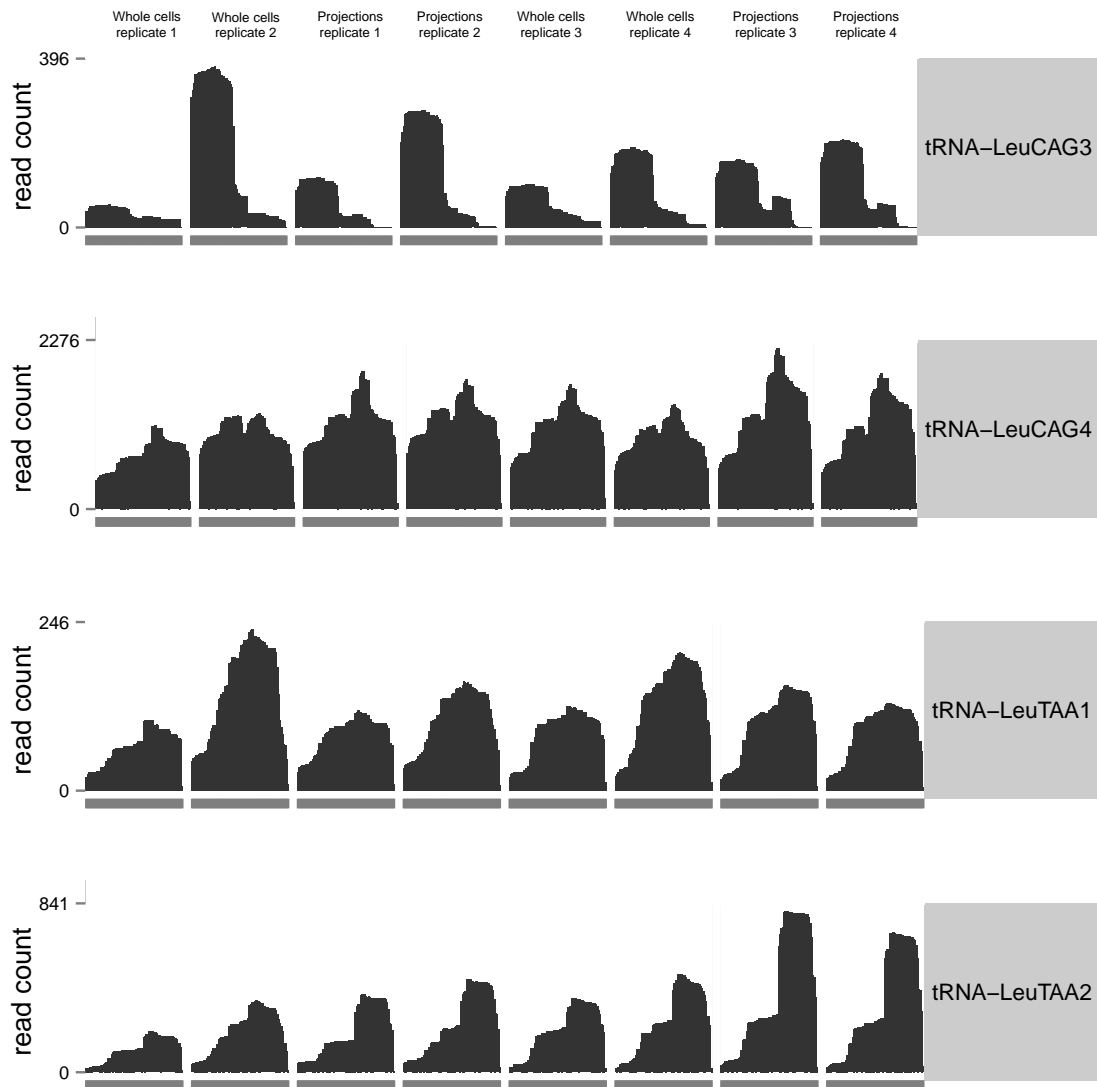 Whole cells
replicate 1
Whole cells
replicate 2
Projections
replicate 1
Projections
replicate 2
Whole cells
replicate 3
Whole cells
replicate 4
Projections
replicate 3
Projections
replicate 4
396
read count
0
tRNA−LeuCAG3
2276
read count
0
tRNA−LeuCAG4
246
read count
0
tRNA−LeuTAA1
841
read count
0
tRNA−LeuTAA2